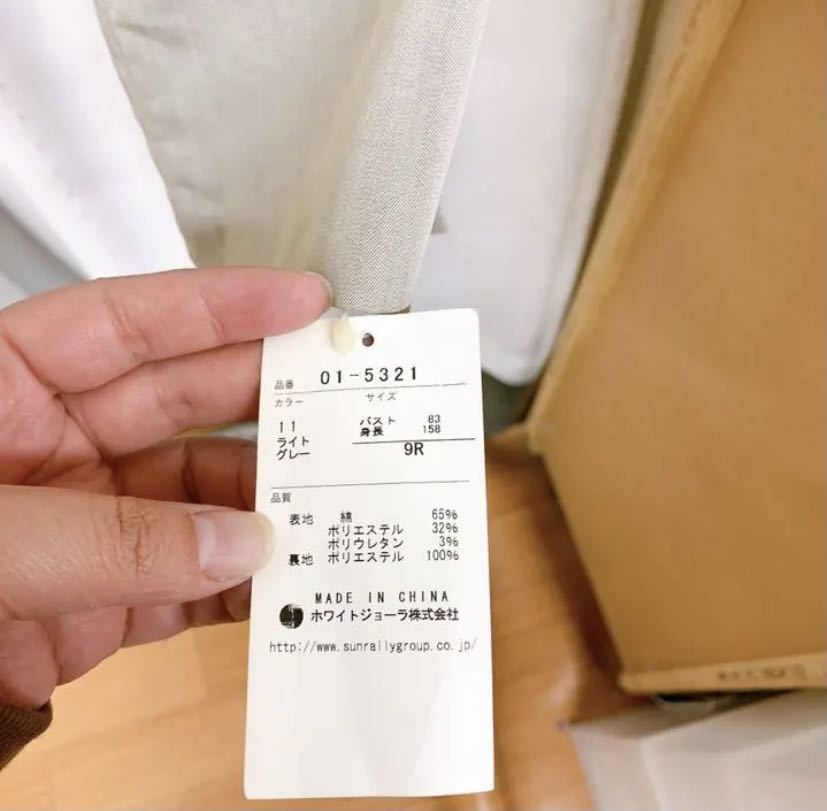 品番 01-5321
カラー サイズ
11 バスト 83
ライト 身長 158
グレー 9R
品質
表地 綿 65%
ポリエステル 32%
ポリウレタン 3%
裏地 ポリエステル 100%
MADE IN CHINA
ホワイトジョーラ株式会社
http://www.sunrallygroup.co.jp/